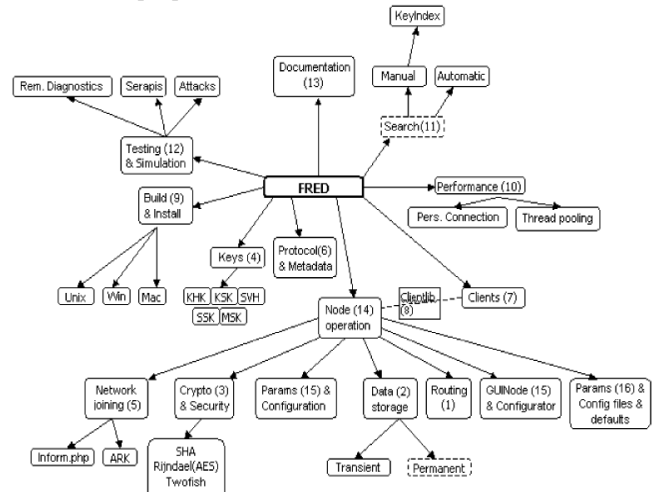 KeyIndex
Documentation
(13)
Manual
Automatic
Rem. Diagnostics
Serapis
Attacks
Search(11)
Testing (12)
& Simulation
FRED
Performance (10)
Build (9)
& Install
Pers. Connection
Thread pooling
Keys (4)
Protocol(6)
& Metadata
Unix
Win
Mac
KHK
KSK
SVH
SSK
MSK
Clientlib
(8)
Clients (7)
Node (14)
operation
Network
joining (5)
Crypto (3)
& Security
Params (15) &
Configuration
Data (2)
storage
Routing
(1)
GUINode (15)
& Configurator
Params (16) &
Config files &
defaults
Inform.php
ARK
SHA
Rijndael(AES)
Twofish
Transient
Permanent